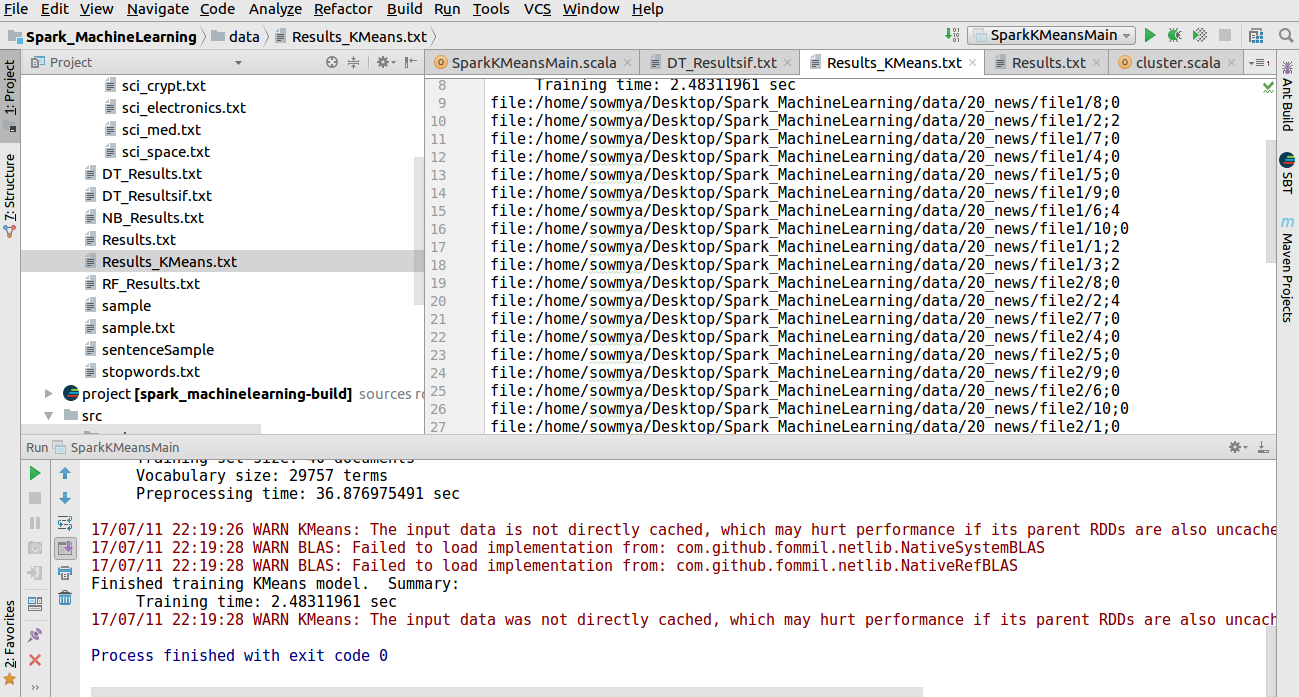 File Edit View Navigate Code Analyze Refactor Build Run Tools VCS Window Help
Spark_MachineLearning data Results_KMeans.txt SparkKMeansMain
1: Project
7: Structure
2: Favorites
Project
sci_crypt.txt
sci_electronics.txt
sci_med.txt
sci_space.txt
DT_Results.txt
DT_Resultsif.txt
NB_Results.txt
Results.txt
Results_KMeans.txt
RF_Results.txt
sample
sample.txt
sentenceSample
stopwords.txt
project [spark_machinelearning-build] sources ro
src
SparkKMeansMain.scala DT_Resultsif.txt Results_KMeans.txt Results.txt cluster.scala
8 Training time: 2.48311961 sec
9 file:/home/sowmya/Desktop/Spark_MachineLearning/data/20_news/file1/8;0
10 file:/home/sowmya/Desktop/Spark_MachineLearning/data/20_news/file1/2;2
11 file:/home/sowmya/Desktop/Spark_MachineLearning/data/20_news/file1/7;0
12 file:/home/sowmya/Desktop/Spark_MachineLearning/data/20_news/file1/4;0
13 file:/home/sowmya/Desktop/Spark_MachineLearning/data/20_news/file1/5;0
14 file:/home/sowmya/Desktop/Spark_MachineLearning/data/20_news/file1/9;0
15 file:/home/sowmya/Desktop/Spark_MachineLearning/data/20_news/file1/6;4
16 file:/home/sowmya/Desktop/Spark_MachineLearning/data/20_news/file1/10;0
17 file:/home/sowmya/Desktop/Spark_MachineLearning/data/20_news/file1/1;2
18 file:/home/sowmya/Desktop/Spark_MachineLearning/data/20_news/file1/3;2
19 file:/home/sowmya/Desktop/Spark_MachineLearning/data/20_news/file2/8;0
20 file:/home/sowmya/Desktop/Spark_MachineLearning/data/20_news/file2/2;4
21 file:/home/sowmya/Desktop/Spark_MachineLearning/data/20_news/file2/7;0
22 file:/home/sowmya/Desktop/Spark_MachineLearning/data/20_news/file2/4;0
23 file:/home/sowmya/Desktop/Spark_MachineLearning/data/20_news/file2/5;0
24 file:/home/sowmya/Desktop/Spark_MachineLearning/data/20_news/file2/9;0
25 file:/home/sowmya/Desktop/Spark_MachineLearning/data/20_news/file2/6;0
26 file:/home/sowmya/Desktop/Spark_MachineLearning/data/20_news/file2/10;0
27 file:/home/sowmya/Desktop/Spark_MachineLearning/data/20_news/file2/1;0
Ant Build
SBT
Maven Projects
Run SparkKMeansMain
Training set size: 40 documents
Vocabulary size: 29757 terms
Preprocessing time: 36.876975491 sec
17/07/11 22:19:26 WARN KMeans: The input data is not directly cached, which may hurt performance if its parent RDDs are also uncache
17/07/11 22:19:28 WARN BLAS: Failed to load implementation from: com.github.fommil.netlib.NativeSystemBLAS
17/07/11 22:19:28 WARN BLAS: Failed to load implementation from: com.github.fommil.netlib.NativeRefBLAS
Finished training KMeans model. Summary:
Training time: 2.48311961 sec
17/07/11 22:19:28 WARN KMeans: The input data was not directly cached, which may hurt performance if its parent RDDs are also uncach
Process finished with exit code 0